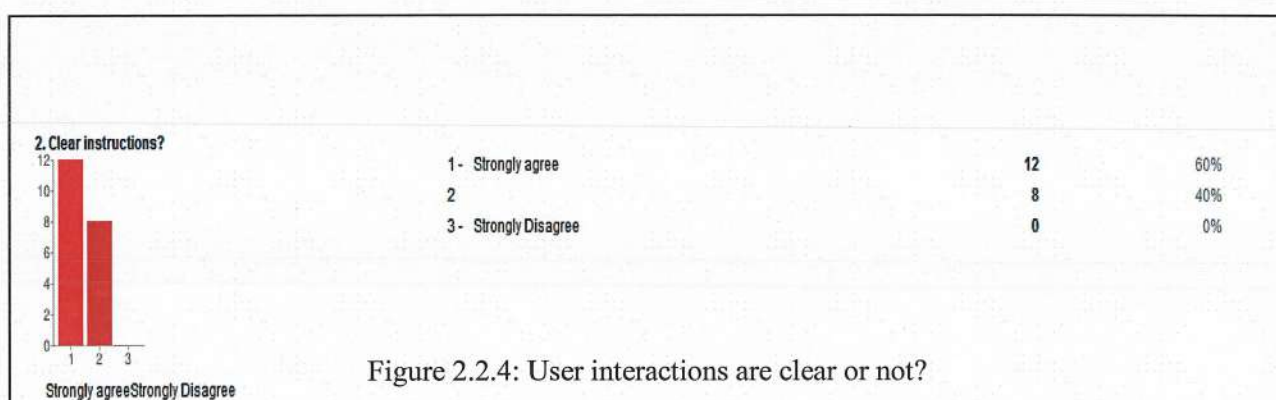 2. Clear instructions?
12
10
8
6
4
2
0
1 2 3
Strongly agreeStrongly Disagree
1 - Strongly agree 12 60%
2 8 40%
3 - Strongly Disagree 0 0%
Figure 2.2.4: User interactions are clear or not?